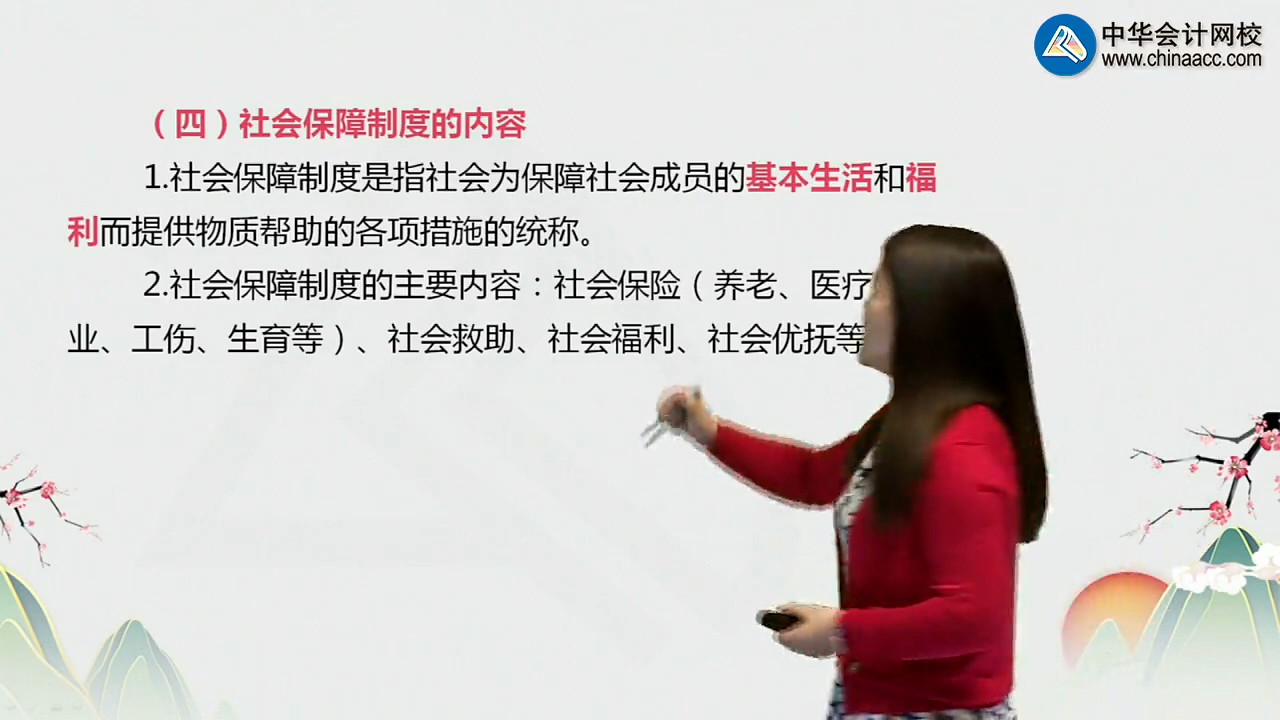 中华会计网校
www.chinaacc.com
（四）社会保障制度的内容
1.社会保障制度是指社会为保障社会成员的基本生活和福
利而提供物质帮助的各项措施的统称。
2.社会保障制度的主要内容：社会保险（养老、医疗
业、工伤、生育等）、社会救助、社会福利、社会优抚等